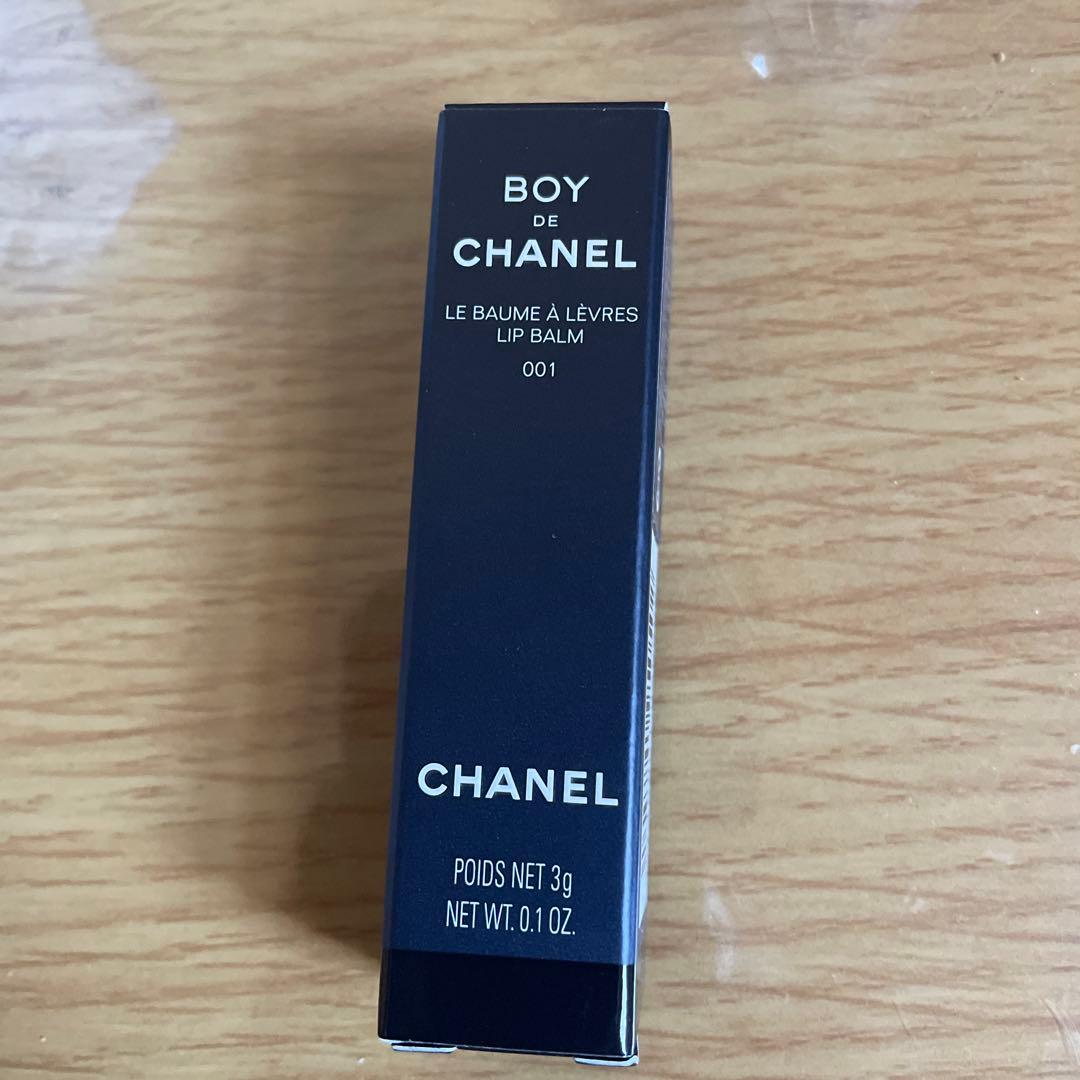 BOY
DE
CHANEL
LE BAUME À LÈVRES
LIP BALM
001
CHANEL
POIDS NET 3g
NET WT. 0.1 OZ.